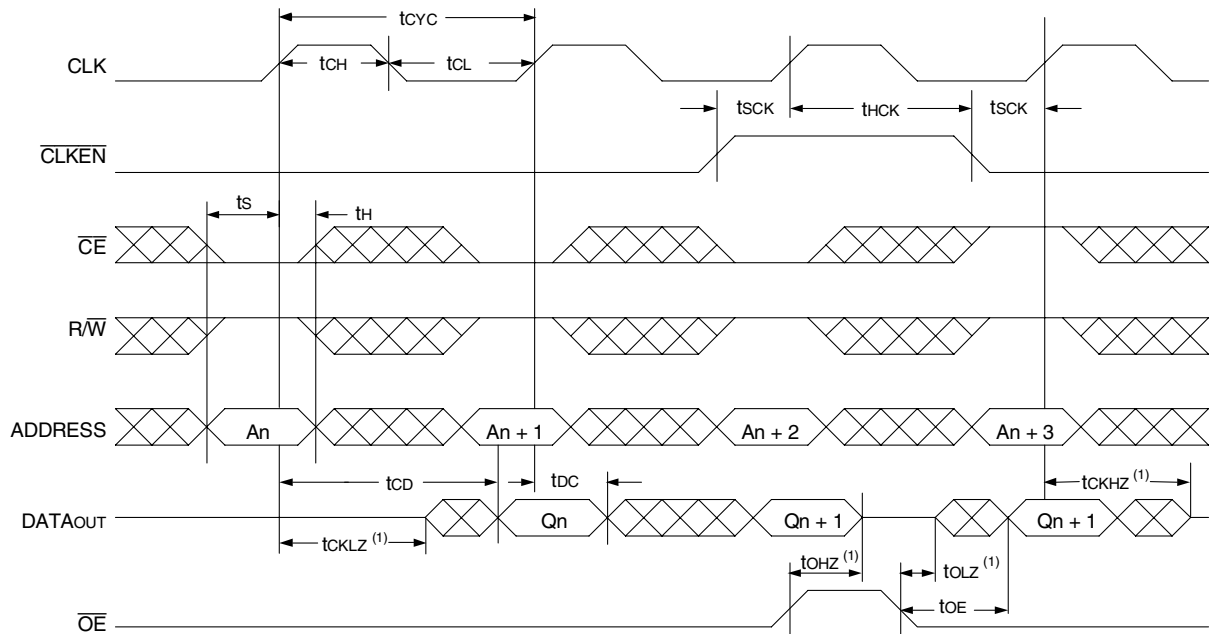 tCYC
CLK
tCH
tCL
tSCK
tHCK
tSCK
CLKEN
tS
tH
CE
R/W
ADDRESS
An
An + 1
An + 2
An + 3
tCD
tDC
tCKHZ (1)
DATAOUT
Qn
Qn + 1
Qn + 1
tCKLZ (1)
tOHZ (1)
tOLZ (1)
tOE
OE